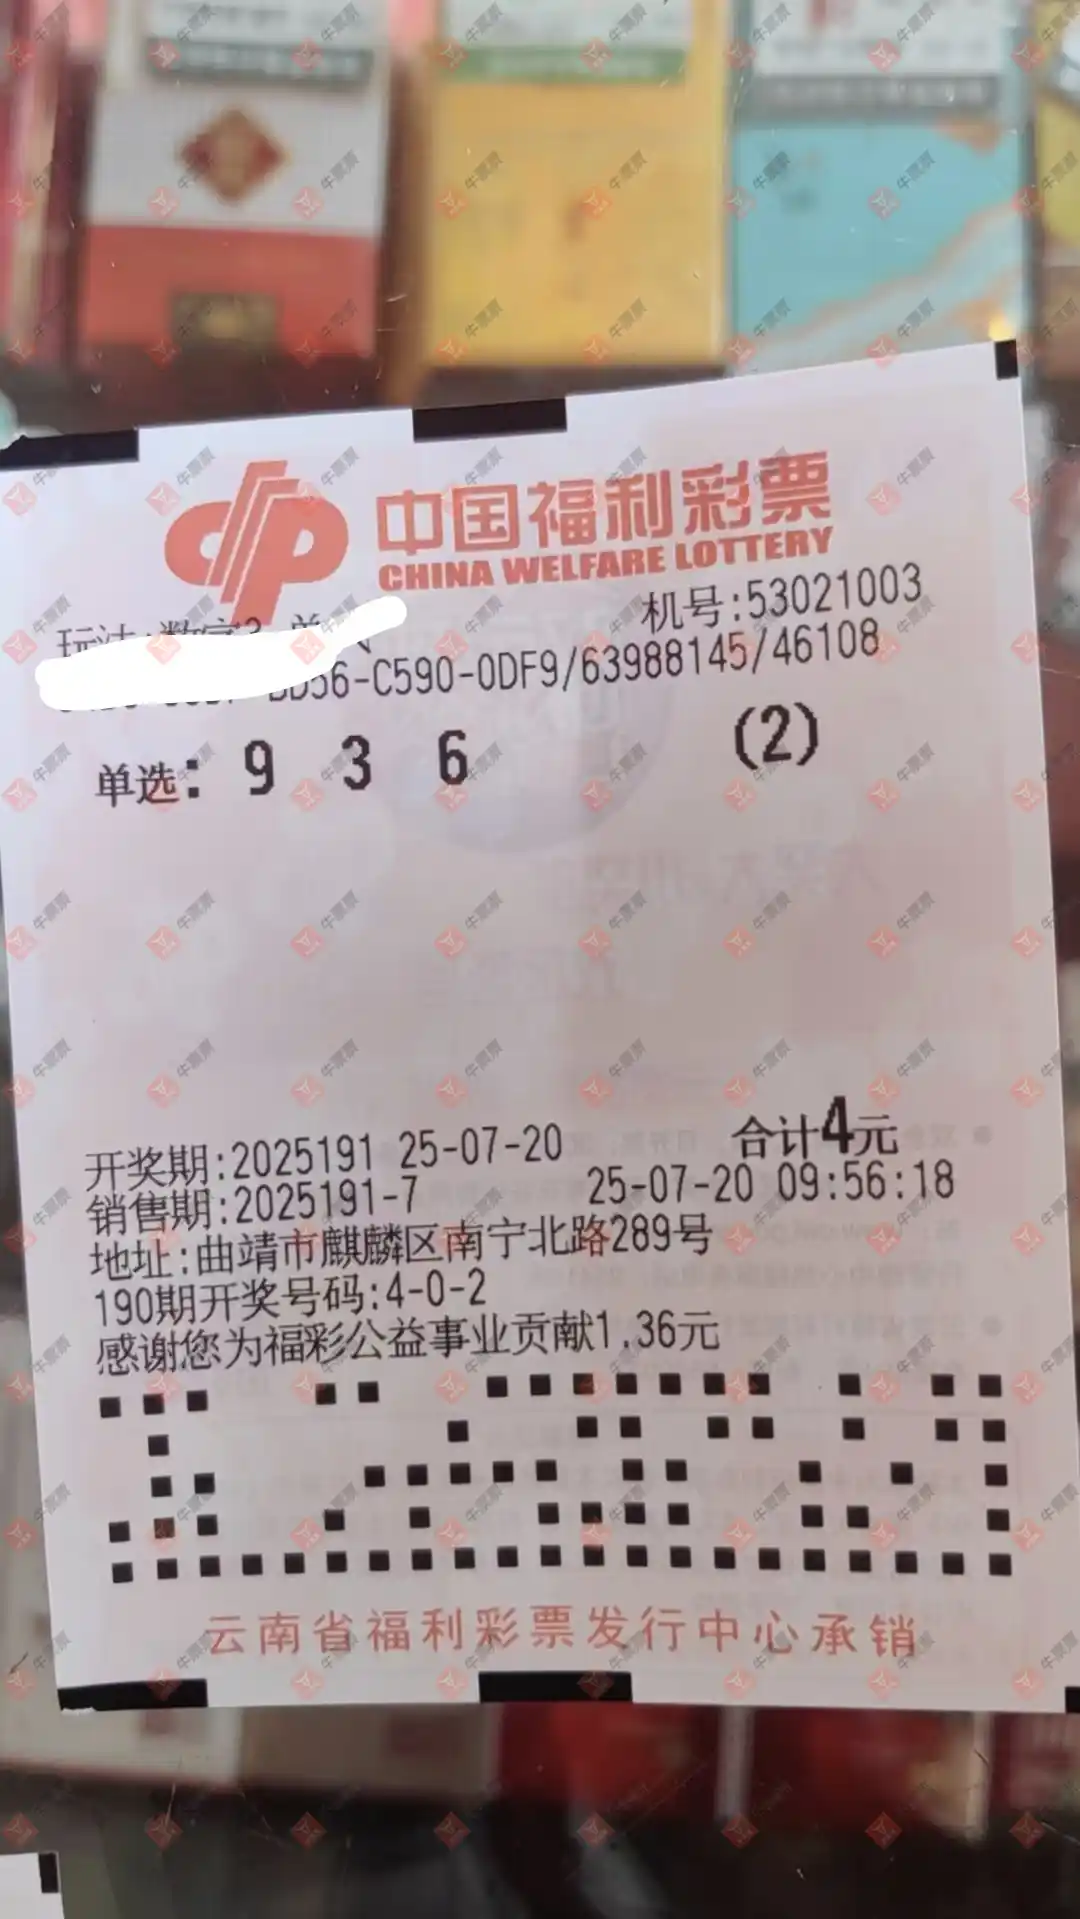 中国福利彩票
CHINA WELFARE LOTTERY
机号:53021003
56-C590-0DF9/63988145/46108
单选: 9 3 6 (2)
合计4元
开奖期:2025191 25-07-20
销售期:2025191-7 25-07-20 09:56:18
地址:曲靖市麒麟区南宁北路289号
190期开奖号码:4-0-2
感谢您为福彩公益事业贡献1.36元
云南省福利彩票发行中心承销
牛票票